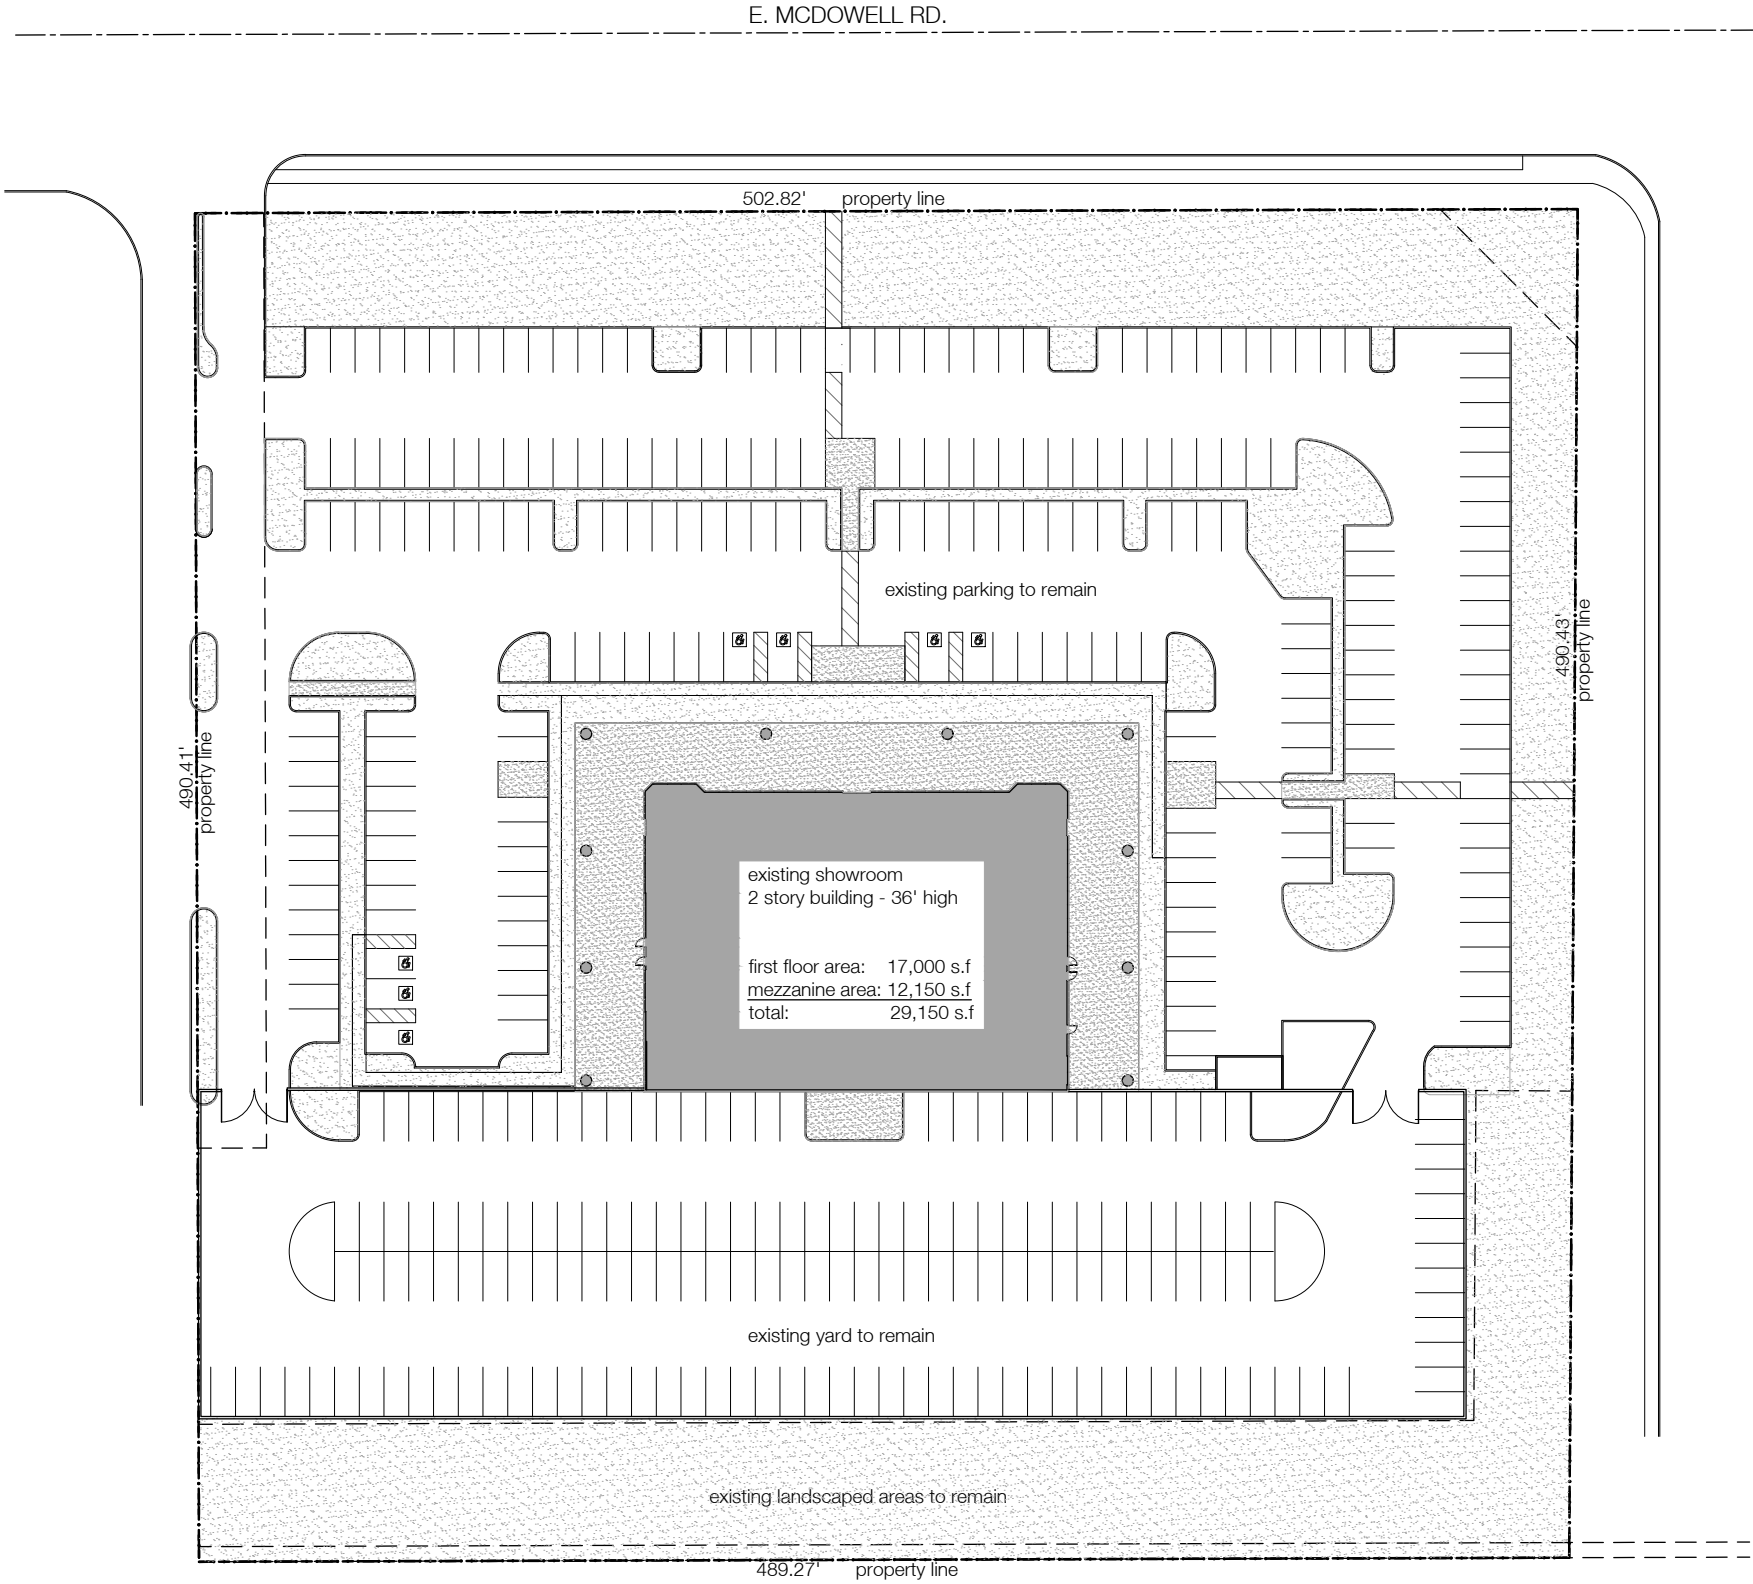 E. MCDOWELL RD.
502.82' property line
existing parking to remain
490.43'
property line
490.41'
property line
existing showroom
2 story building - 36' high
first floor area: 17,000 s.f
mezzanine area: 12,150 s.f
total: 29,150 s.f
existing yard to remain
existing landscaped areas to remain
489.27' property line